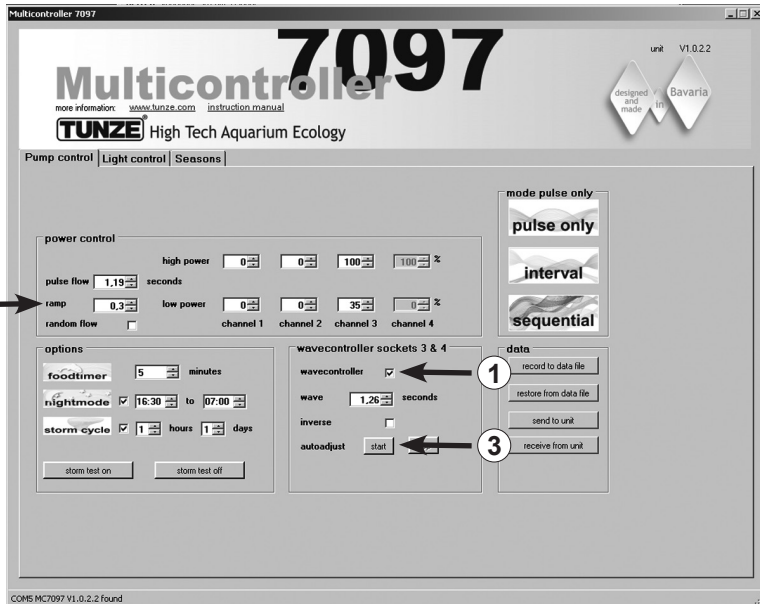 Multicontroller 7097
7097
Multicontroller
unit V1.0.2.2
more information: www.tunze.com instruction manual
TUNZE High Tech Aquarium Ecology
designed and made in Bavaria
Pump control Light control Seasons
mode pulse only
pulse only
interval
sequential
power control
high power 0 0 100 100 %
pulse flow 1,19 seconds
ramp 0,3 low power 0 0 35 0 %
random flow channel 1 channel 2 channel 3 channel 4
options
foodtimer 5 minutes
nightmode 16:30 to 07:00
storm cycle 1 hours 1 days
storm test on storm test off
wavecontroller sockets 3 & 4
wavecontroller 1
wave 1,26 seconds
inverse
autoadjust start 3
data
record to data file
restore from data file
send to unit
receive from unit
COM5 MC7097 V1.0.2.2 found